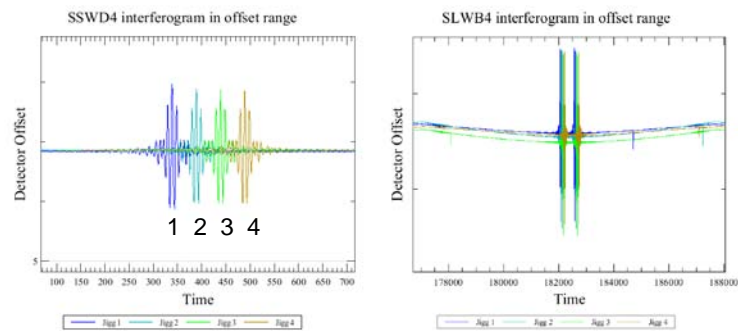 SSWD4 interferogram in offset range
Detector Offset
1 2 3 4
5
100 150 200 250 300 350 400 450 500 550 600 650 700
Time
Jigg 1 Jigg 2 Jigg 3 Jigg 4
SLWB4 interferogram in offset range
Detector Offset
178000 180000 182000 184000 186000 188000
Time
Jigg 1 Jigg 2 Jigg 3 Jigg 4